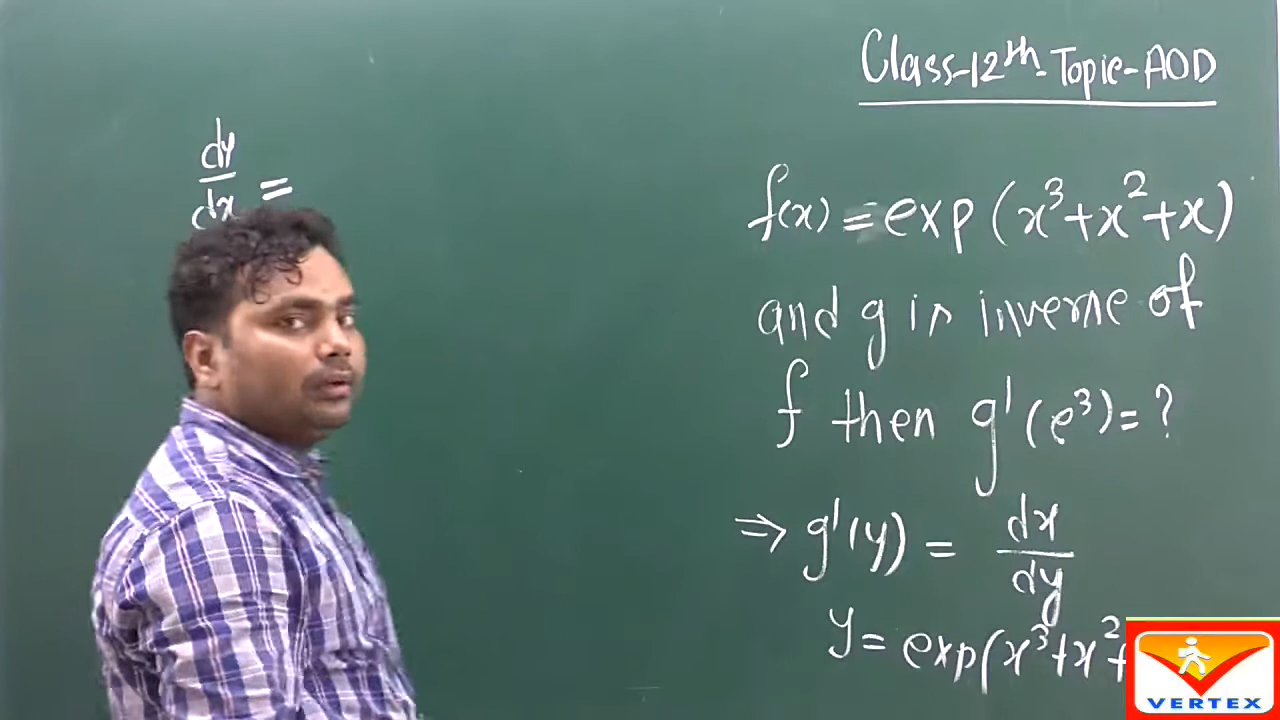 Class-12th-Topic-AOD
dy/dx =
f(x) = exp(x³+x²+x)
and g is inverse of
f then g'(e³) = ?
⇒ g'(y) = dx/dy
y = exp(x³+x²+
VERTEX